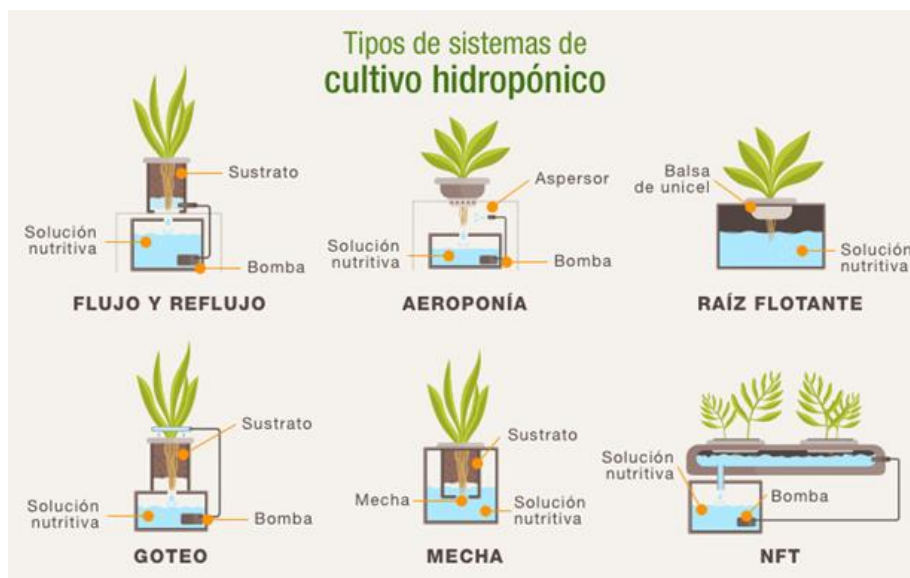 Tipos de sistemas de
cultivo hidropónico
Sustrato
Solución
nutritiva
Bomba
FLUJO Y REFLUJO
Aspersor
Solución
nutritiva
Bomba
AEROPONÍA
Balsa
de unicel
Solución
nutritiva
RAÍZ FLOTANTE
Sustrato
Solución
nutritiva
Bomba
GOTEO
Sustrato
Mecha
Solución
nutritiva
MECHA
Solución
nutritiva
Bomba
NFT